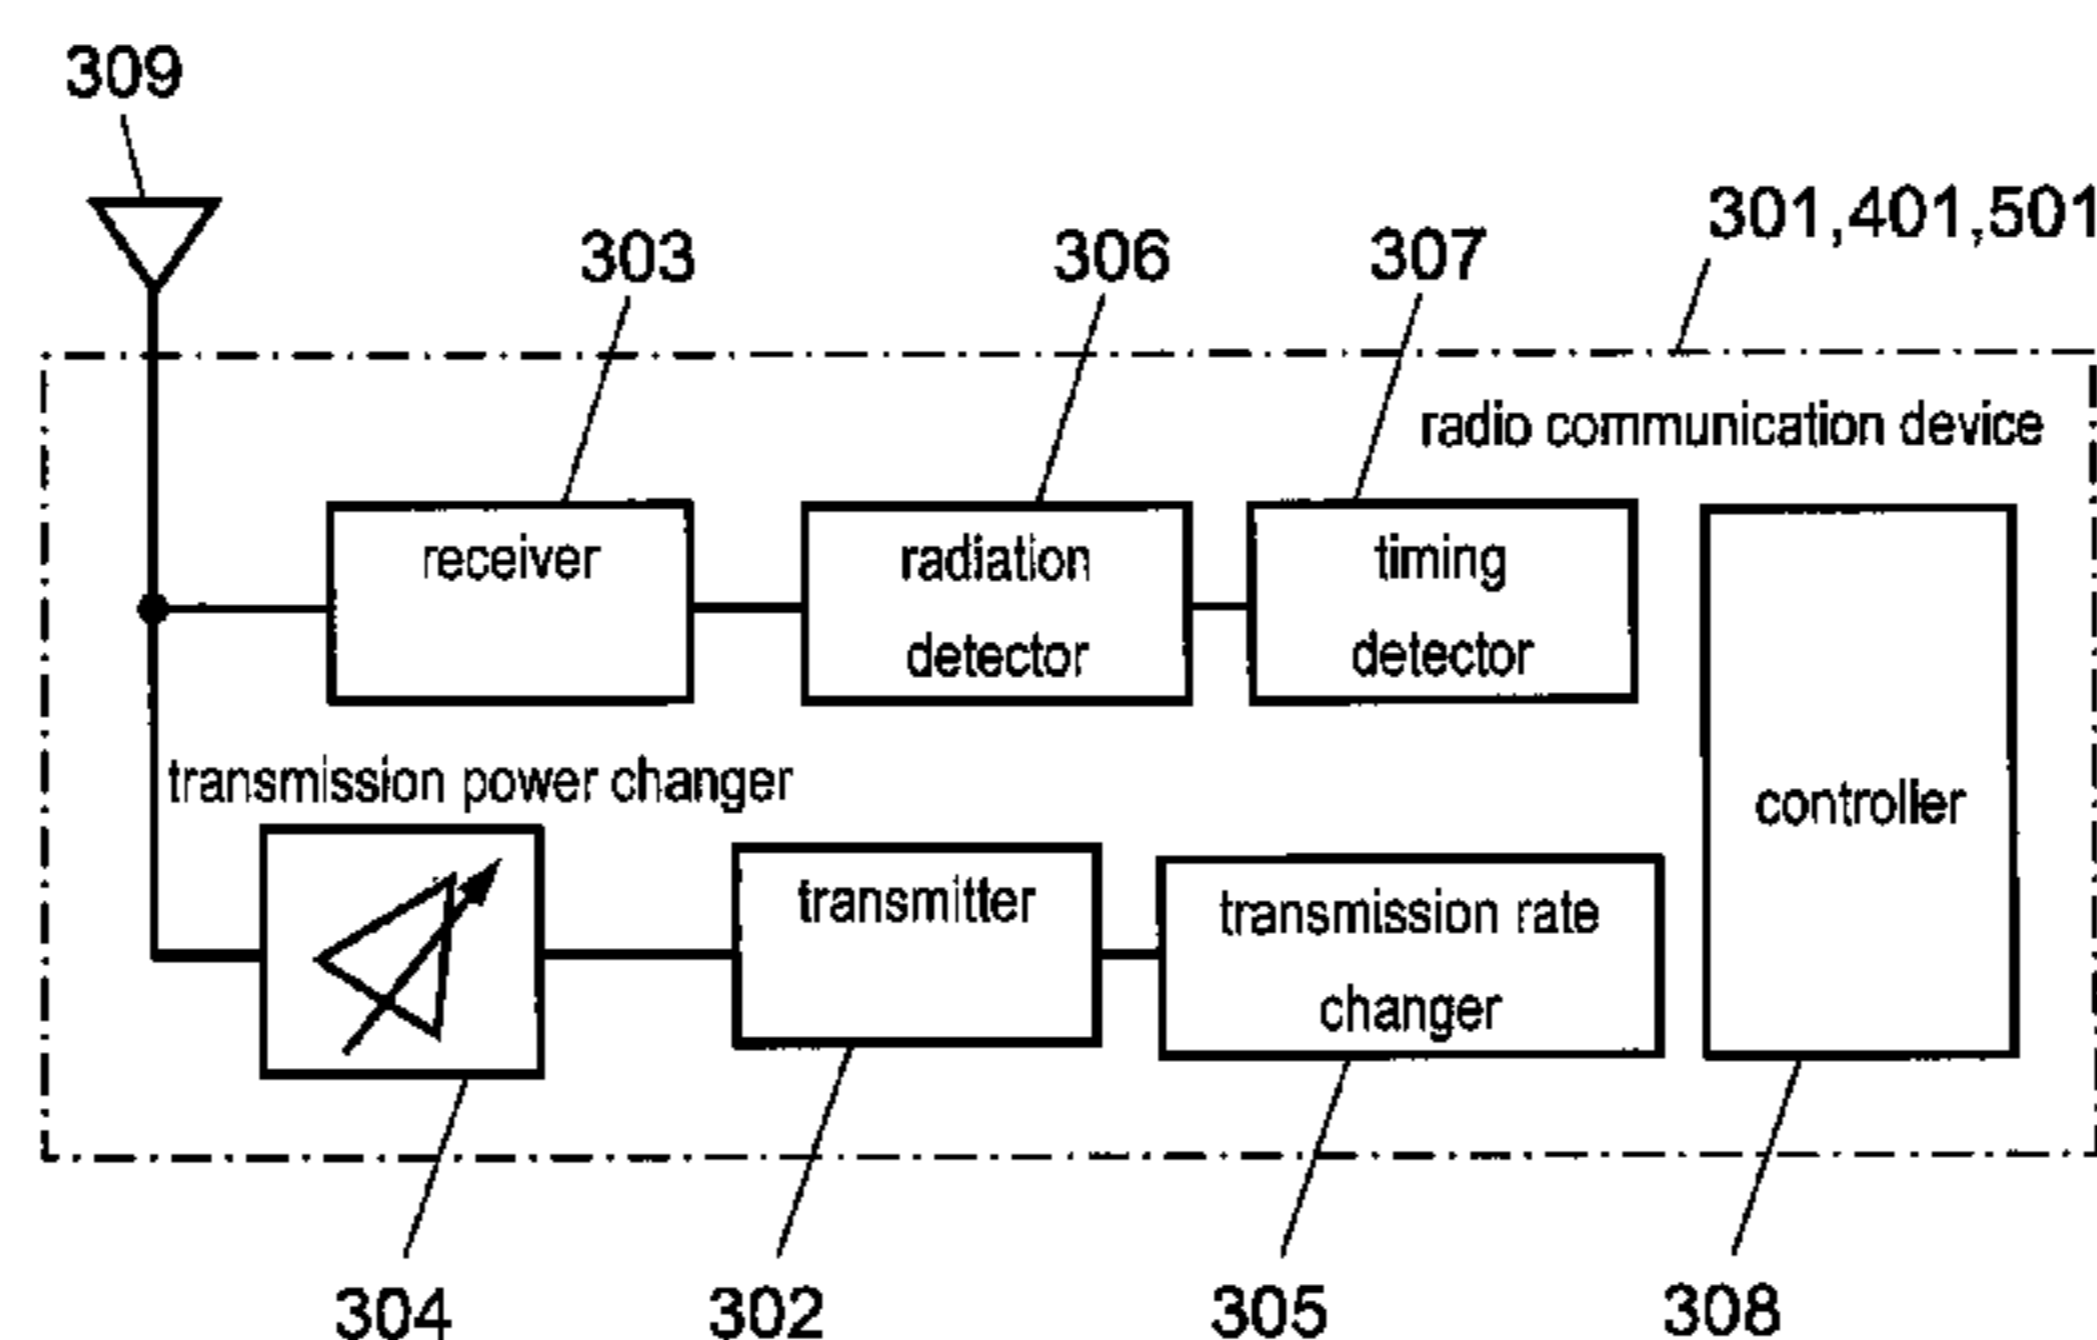 309
301,401,501
303
306
307
radio communication device
receiver
radiation
detector
timing
detector
controller
transmission power changer
transmitter
transmission rate
changer
304
302
305
308